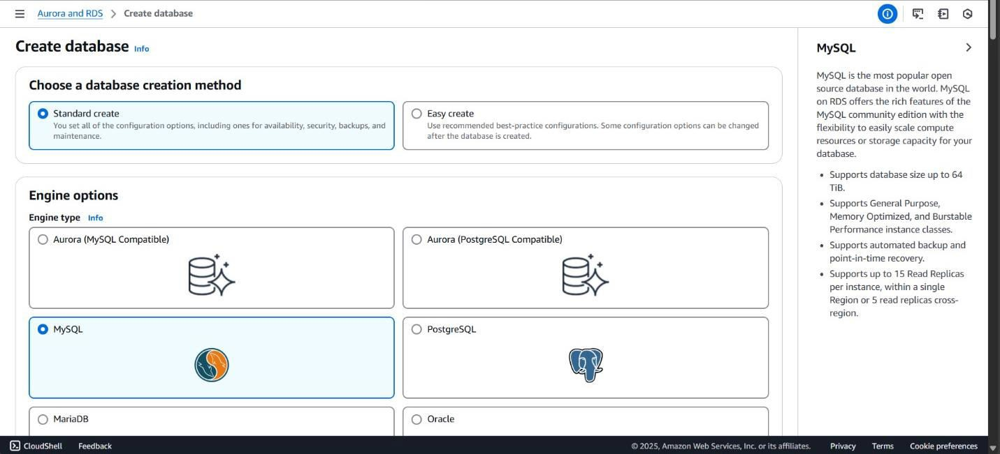 Aurora and RDS > Create database
Create database Info
Choose a database creation method
Standard create
You set all of the configuration options, including ones for availability, security, backups, and
maintenance.
Easy create
Use recommended best-practice configurations. Some configuration options can be changed
after the database is created.
Engine options
Engine type Info
Aurora (MySQL Compatible)
Aurora (PostgreSQL Compatible)
MySQL
PostgreSQL
MariaDB
Oracle
MySQL
MySQL is the most popular open
source database in the world. MySQL
on RDS offers the rich features of the
MySQL community edition with the
flexibility to easily scale compute
resources or storage capacity for your
database.
• Supports database size up to 64
TiB.
• Supports General Purpose,
Memory Optimized, and Burstable
Performance instance classes.
• Supports automated backup and
point-in-time recovery.
• Supports up to 15 Read Replicas
per instance, within a single
Region or 5 read replicas cross-
region.
CloudShell Feedback © 2025, Amazon Web Services, Inc. or its affiliates. Privacy Terms Cookie preferences